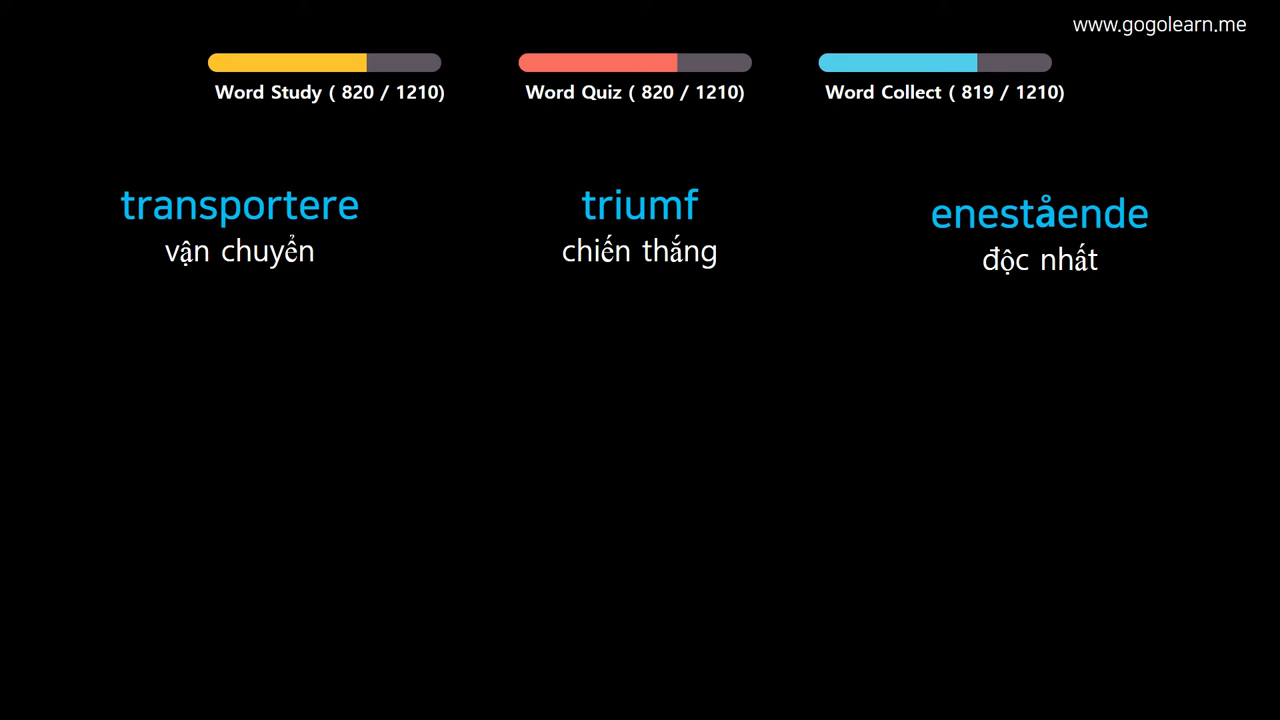 www.gogolearn.me
Word Study ( 820 / 1210)
Word Quiz ( 820 / 1210)
Word Collect ( 819 / 1210)
transportere
vận chuyển
triumf
chiến thắng
enestående
độc nhất